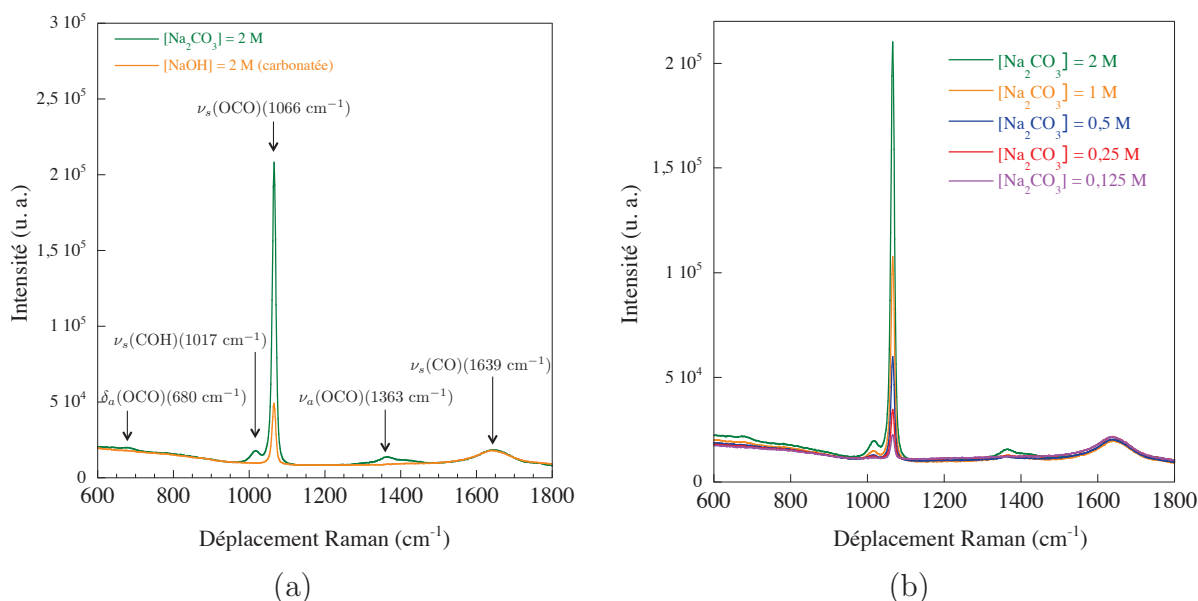 3 10⁵
2,5 10⁵
2 10⁵
1,5 10⁵
1 10⁵
5 10⁴
0
Intensité (u. a.)
[Na₂CO₃] = 2 M
[NaOH] = 2 M (carbonatée)
νₛ(OCO)(1066 cm⁻¹)
νₛ(COH)(1017 cm⁻¹)
νₛ(CO)(1639 cm⁻¹)
δₐ(OCO)(680 cm⁻¹)
νₐ(OCO)(1363 cm⁻¹)
600 800 1000 1200 1400 1600 1800
Déplacement Raman (cm⁻¹)
(a)
2 10⁵
1,5 10⁵
1 10⁵
5 10⁴
0
Intensité (u. a.)
[Na₂CO₃] = 2 M
[Na₂CO₃] = 1 M
[Na₂CO₃] = 0,5 M
[Na₂CO₃] = 0,25 M
[Na₂CO₃] = 0,125 M
600 800 1000 1200 1400 1600 1800
Déplacement Raman (cm⁻¹)
(b)